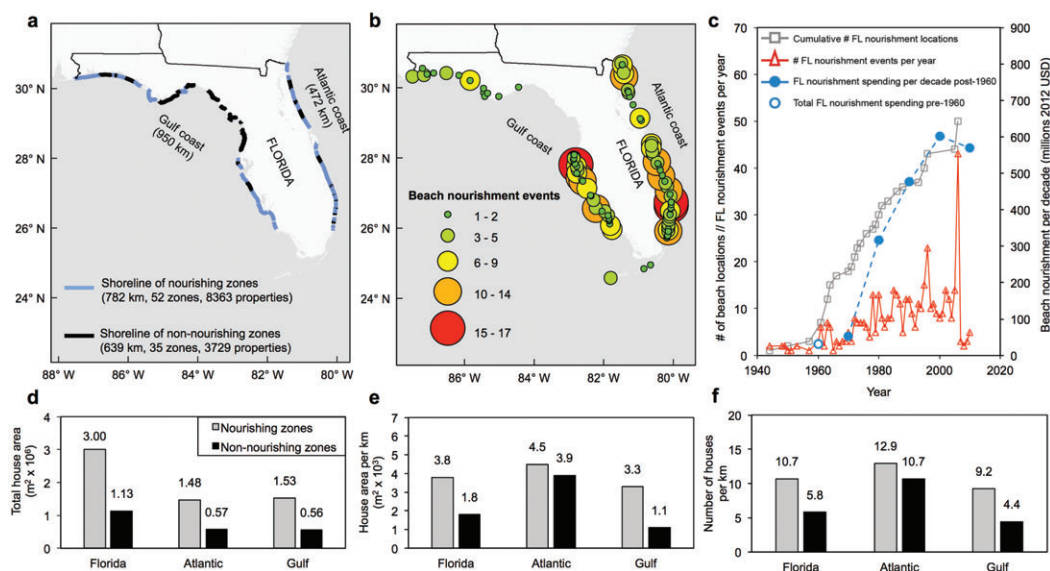 a
30° N
28° N
26° N
24° N
Gulf coast
(950 km)
FLORIDA
Atlantic coast
(472 km)
Shoreline of nourishing zones
(782 km, 52 zones, 8363 properties)
Shoreline of non-nourishing zones
(639 km, 35 zones, 3729 properties)
88° W
86° W
84° W
82° W
80° W
b
30° N
28° N
26° N
24° N
Gulf coast
FLORIDA
Atlantic coast
Beach nourishment events
1 - 2
3 - 5
6 - 9
10 - 14
15 - 17
86° W
84° W
82° W
80° W
c
# of beach locations // FL nourishment events per year
70
60
50
40
30
20
10
0
Cumulative # FL nourishment locations
# FL nourishment events per year
FL nourishment spending per decade post-1960
Total FL nourishment spending pre-1960
900
800
700
600
500
400
300
200
100
0
Beach nourishment per decade (millions 2012 USD)
1940
1960
1980
2000
2020
Year
d
Total house area
(m² x 10⁶)
4
3
2
1
0
Nourishing zones
Non-nourishing zones
3.00
1.13
1.48
0.57
1.53
0.56
Florida
Atlantic
Gulf
e
House area per km
(m² x 10³)
7
6
5
4
3
2
1
0
3.8
1.8
4.5
3.9
3.3
1.1
Florida
Atlantic
Gulf
f
Number of houses
per km
20
15
10
5
0
10.7
5.8
12.9
10.7
9.2
4.4
Florida
Atlantic
Gulf